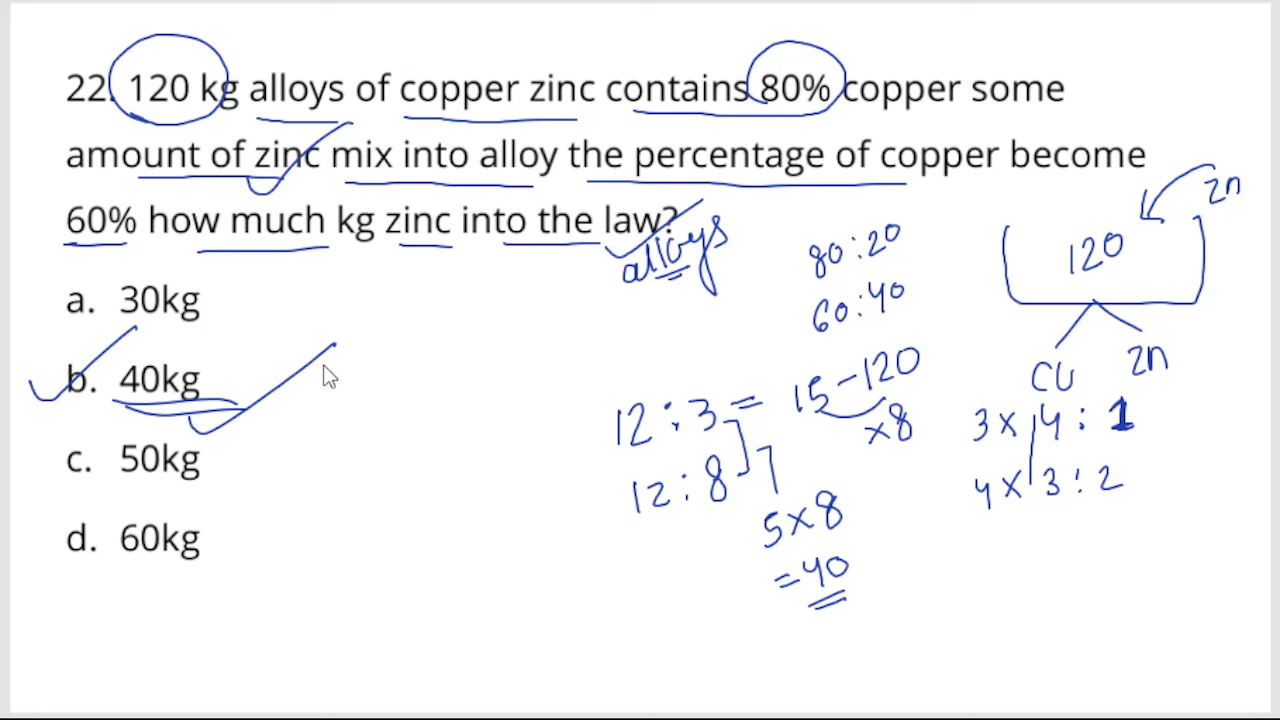 22. 120 kg alloys of copper zinc contains 80% copper some
amount of zinc mix into alloy the percentage of copper become
60% how much kg zinc into the law?
alloys
a. 30kg
b. 40kg
c. 50kg
d. 60kg
80:20
60:40
12:3 = 15-120
×8
12:8
7
5×8
=40
Zn
120
CU Zn
3× 4:1
4× 3:2